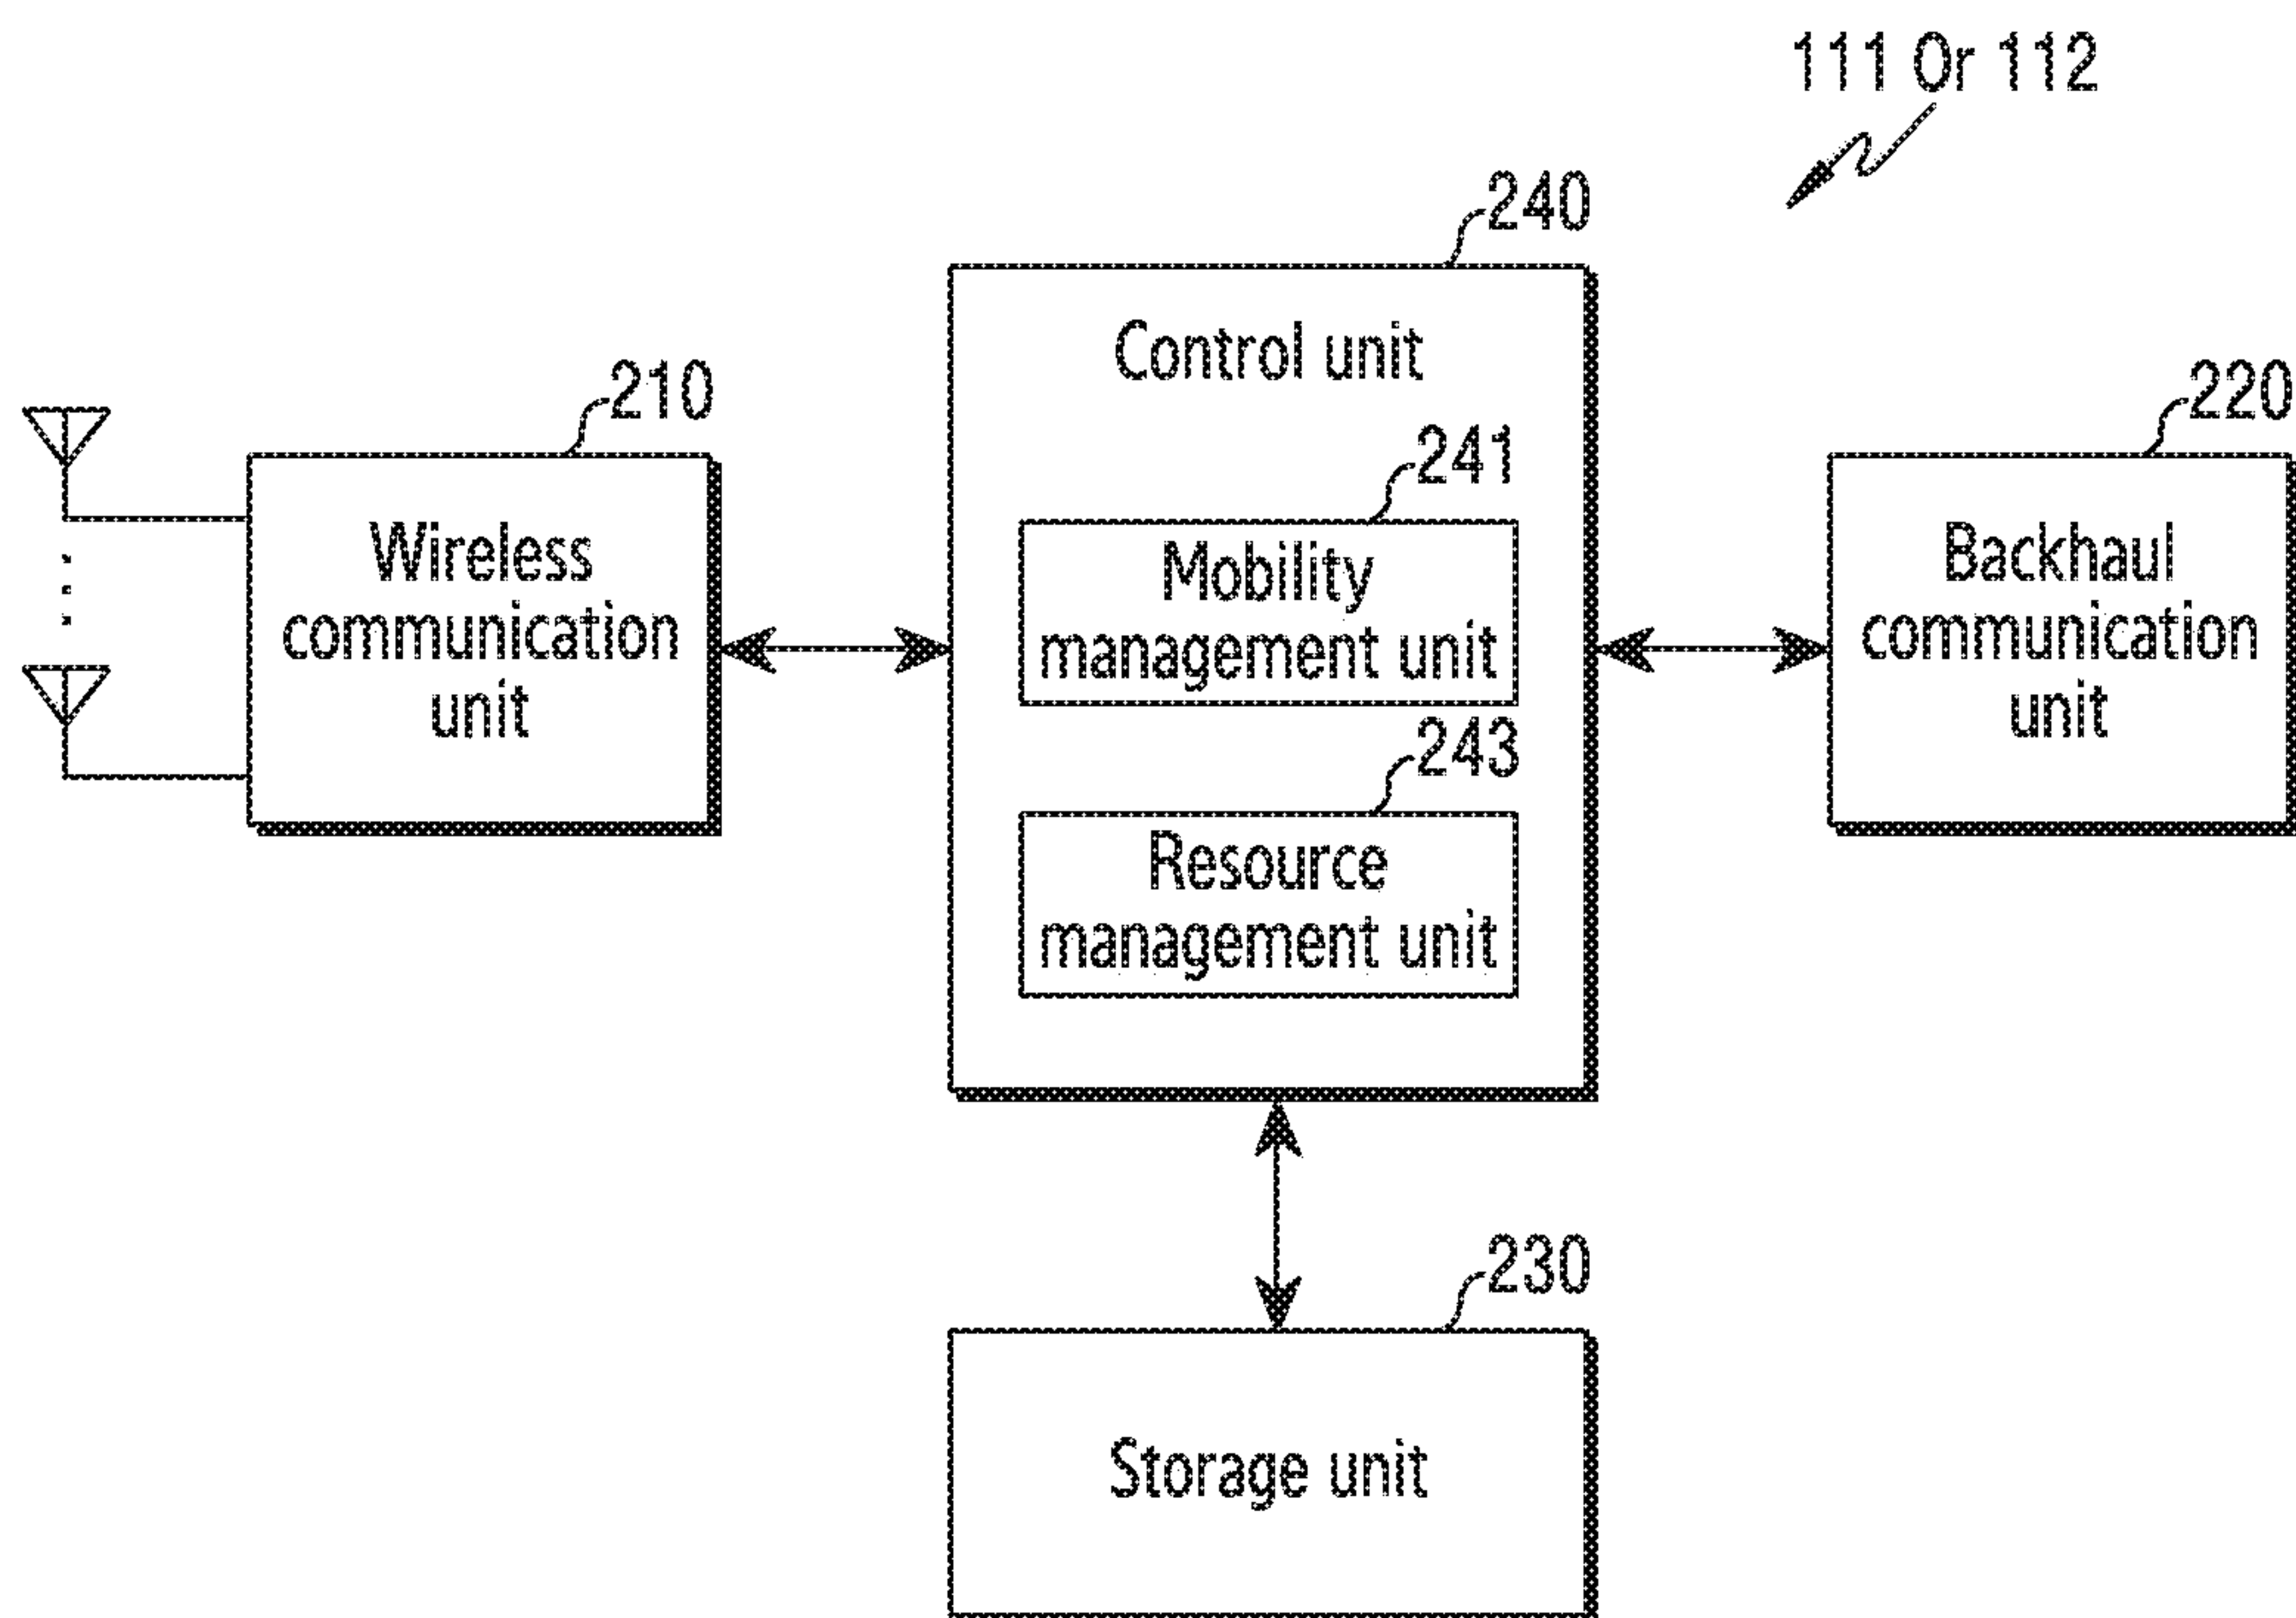 111 Or 112
240
Control unit
210
220
241
Wireless
communication
unit
Mobility
management unit
Backhaul
communication
unit
243
Resource
management unit
230
Storage unit